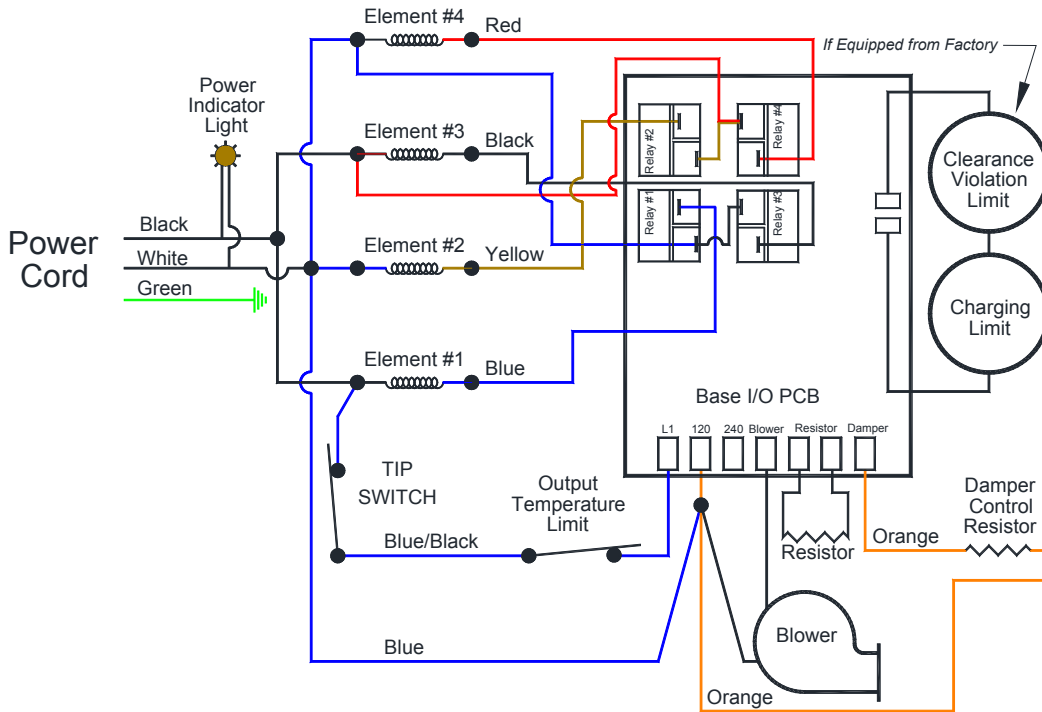 Element #4
Red
If Equipped from Factory
Power
Indicator
Light
Element #3
Black
Relay #2
Relay #4
Clearance
Violation
Limit
Relay #1
Relay #3
Power
Cord
Black
White
Green
Element #2
Yellow
Charging
Limit
Element #1
Blue
Base I/O PCB
L1
120
240
Blower
Resistor
Damper
TIP
SWITCH
Output
Temperature
Limit
Damper
Control
Resistor
Blue/Black
Resistor
Orange
Blower
Blue
Orange